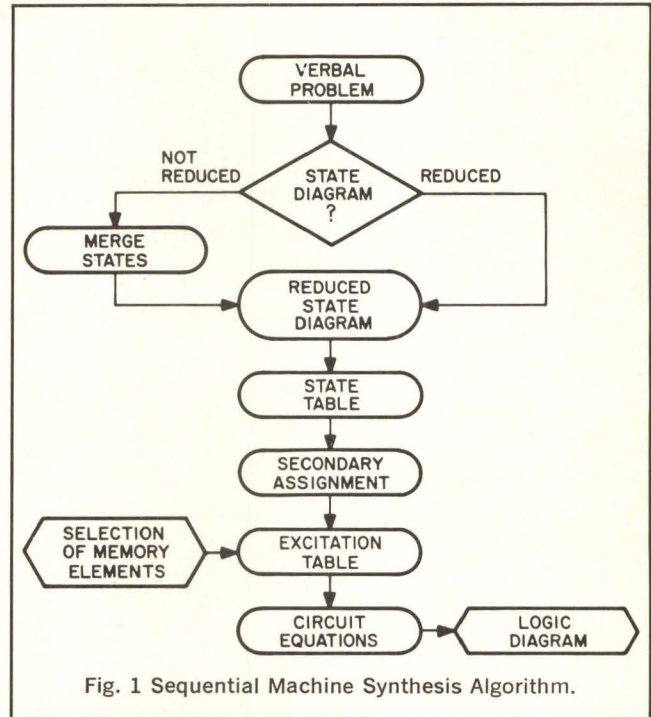 VERBAL
PROBLEM
NOT
REDUCED
STATE
DIAGRAM
?
REDUCED
MERGE
STATES
REDUCED
STATE
DIAGRAM
STATE
TABLE
SECONDARY
ASSIGNMENT
SELECTION
OF MEMORY
ELEMENTS
EXCITATION
TABLE
CIRCUIT
EQUATIONS
LOGIC
DIAGRAM
Fig. 1 Sequential Machine Synthesis Algorithm.